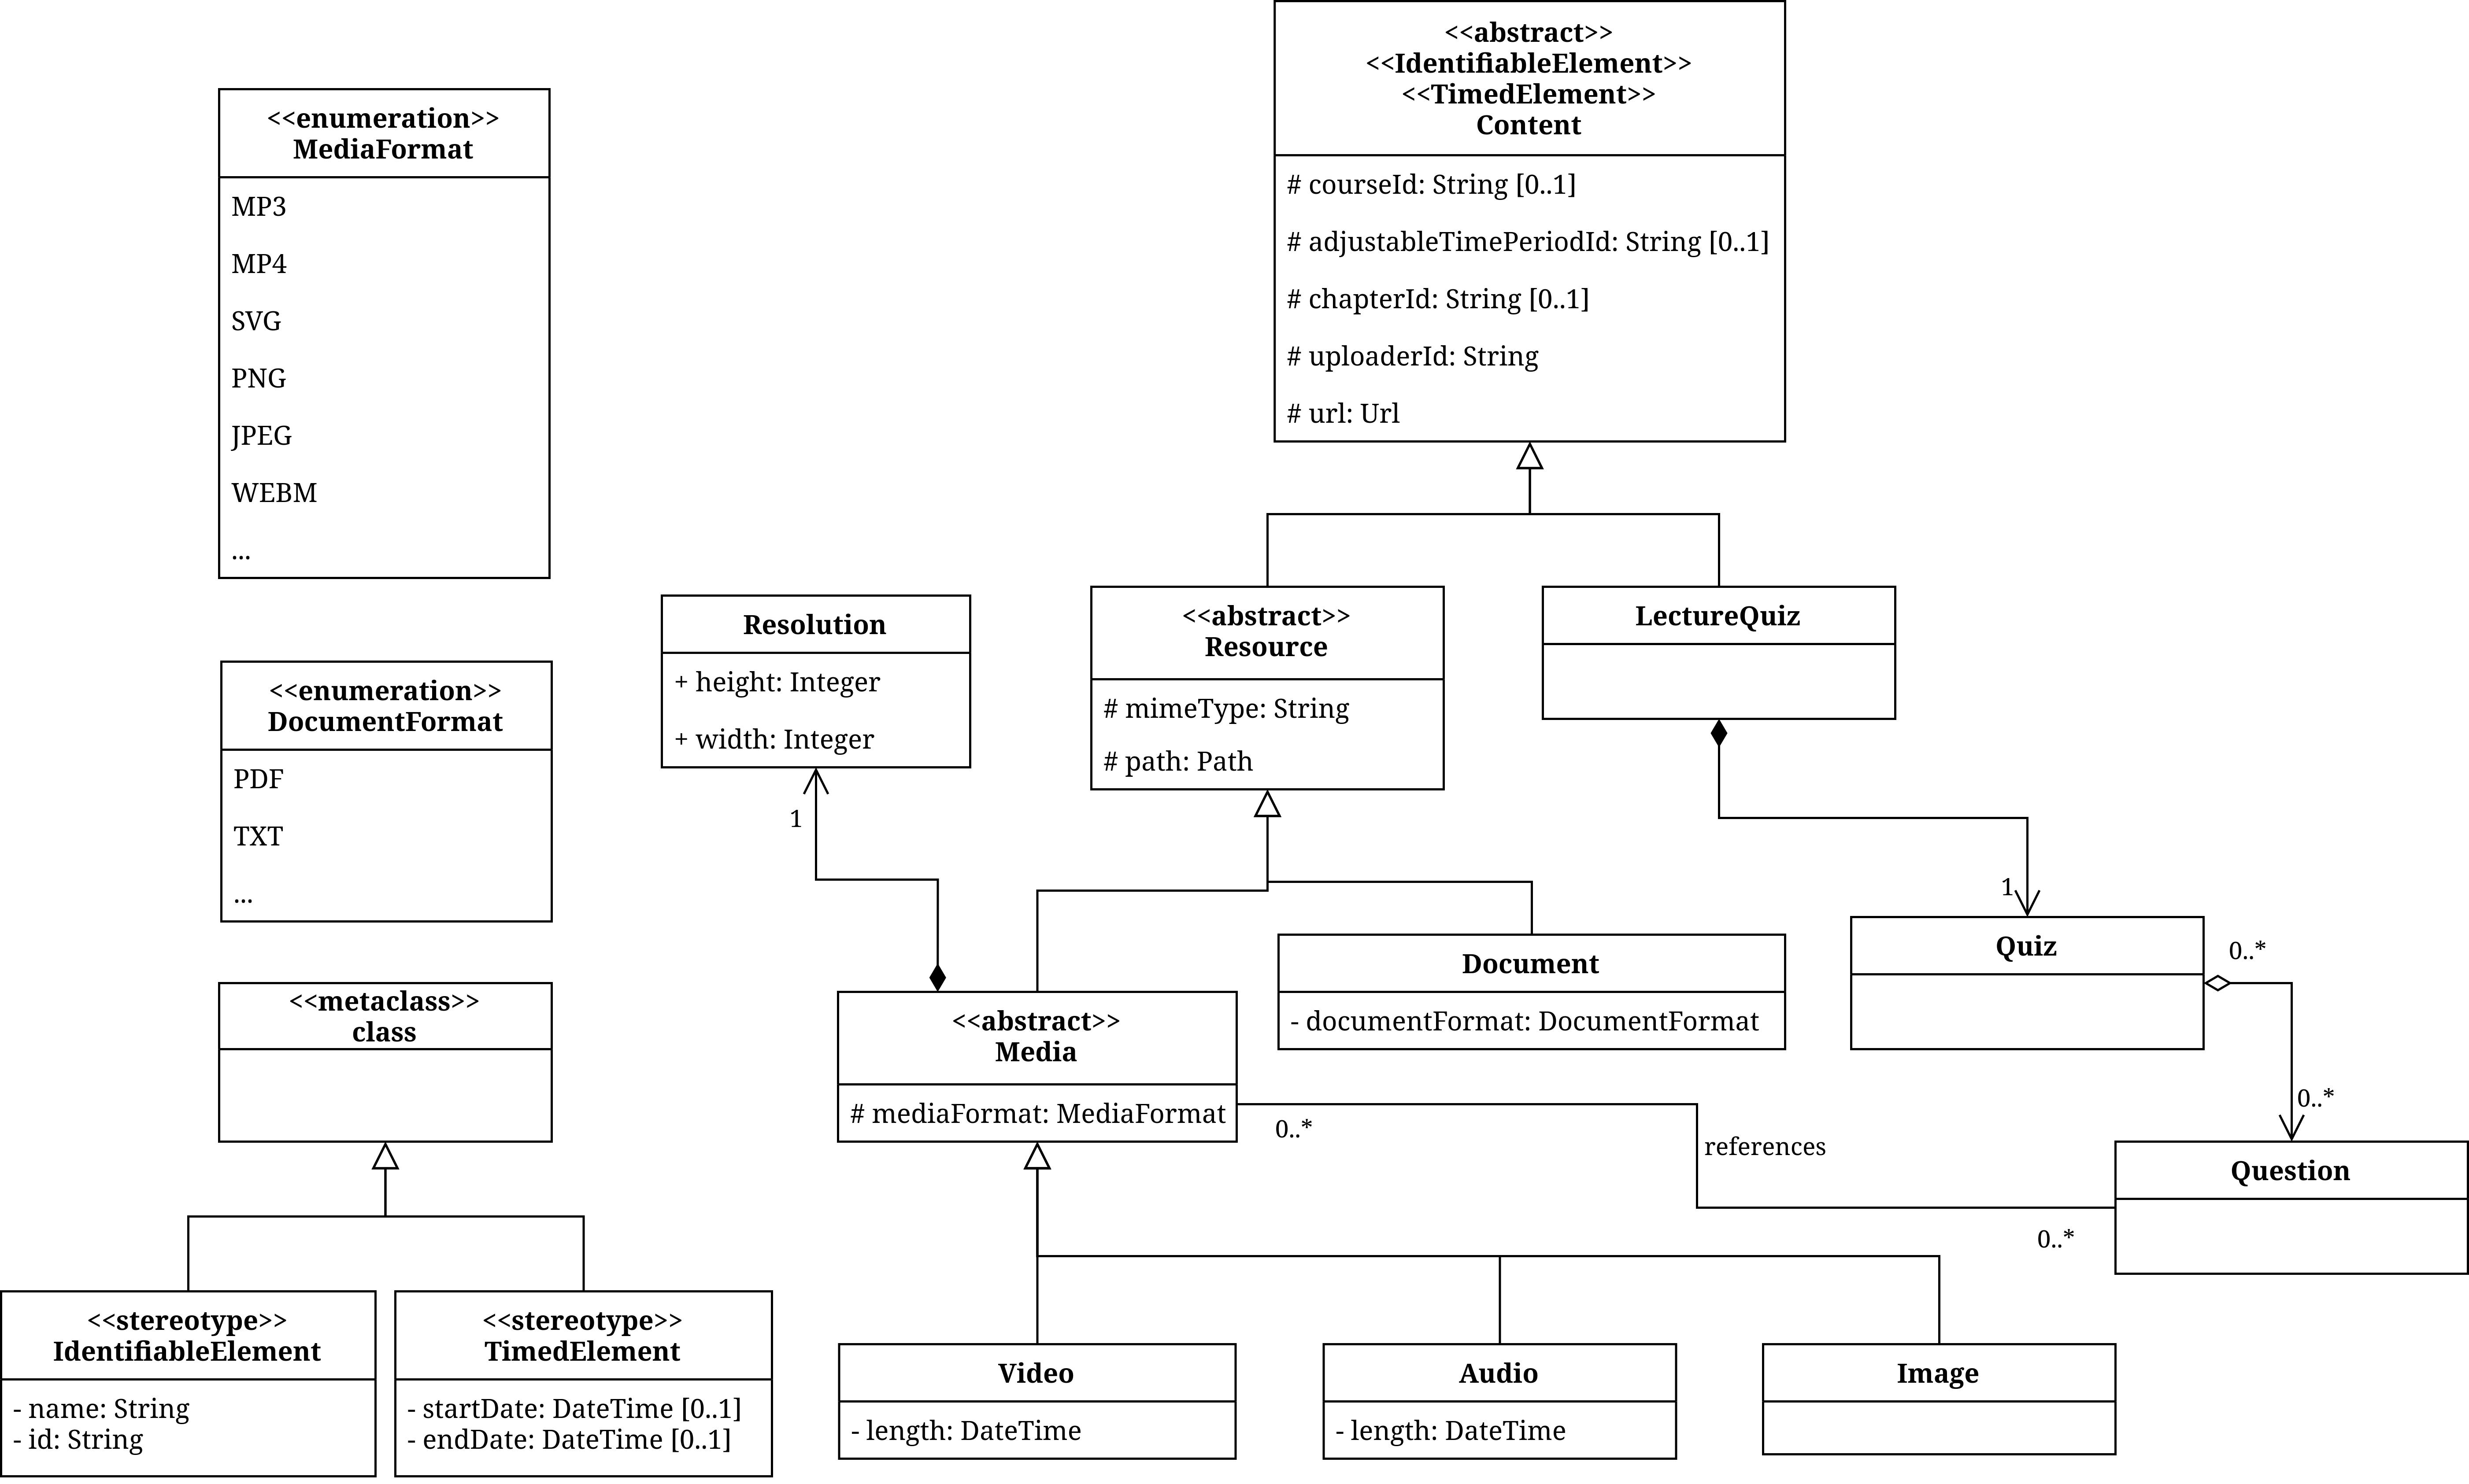 <<abstract>>
<<IdentifiableElement>>
<<TimedElement>>
Content
# courseId: String [0..1]
# adjustableTimePeriodId: String [0..1]
# chapterId: String [0..1]
# uploaderId: String
# url: Url
<<enumeration>>
MediaFormat
MP3
MP4
SVG
PNG
JPEG
WEBM
...
<<enumeration>>
DocumentFormat
PDF
TXT
...
Resolution
+ height: Integer
+ width: Integer
1
<<abstract>>
Resource
# mimeType: String
# path: Path
LectureQuiz
1
Quiz
0..*
0..*
Document
- documentFormat: DocumentFormat
<<abstract>>
Media
# mediaFormat: MediaFormat
0..*
references
0..*
Question
<<metaclass>>
class
<<stereotype>>
IdentifiableElement
- name: String
- id: String
<<stereotype>>
TimedElement
- startDate: DateTime [0..1]
- endDate: DateTime [0..1]
Video
- length: DateTime
Audio
- length: DateTime
Image